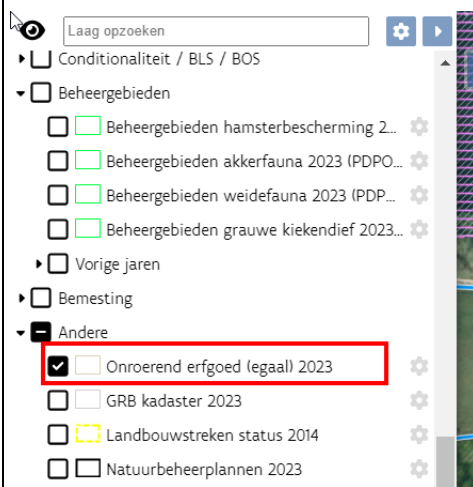 Laag opzoeken
Conditionaliteit / BLS / BOS
Beheergebieden
Beheergebieden hamsterbescherming 2...
Beheergebieden akkerfauna 2023 (PDPO...
Beheergebieden weidefauna 2023 (PDP...
Beheergebieden grauwe kiekendief 2023...
Vorige jaren
Bemesting
Andere
Onroerend erfgoed (egaal) 2023
GRB kadaster 2023
Landbouwstreken status 2014
Natuurbeheerplannen 2023